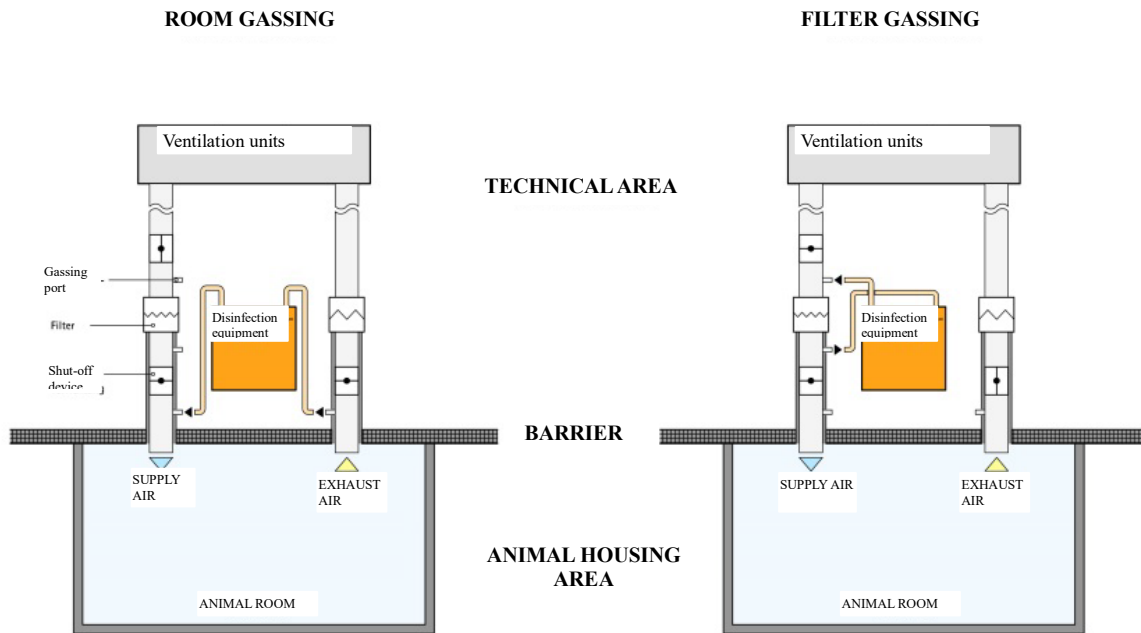 ROOM GASSING
FILTER GASSING
Ventilation units
Ventilation units
TECHNICAL AREA
Gassing
port
Filter
Shut-off
device
Disinfection
equipment
Disinfection
equipment
BARRIER
SUPPLY
AIR
EXHAUST
AIR
SUPPLY AIR
EXHAUST
AIR
ANIMAL HOUSING
AREA
ANIMAL ROOM
ANIMAL ROOM